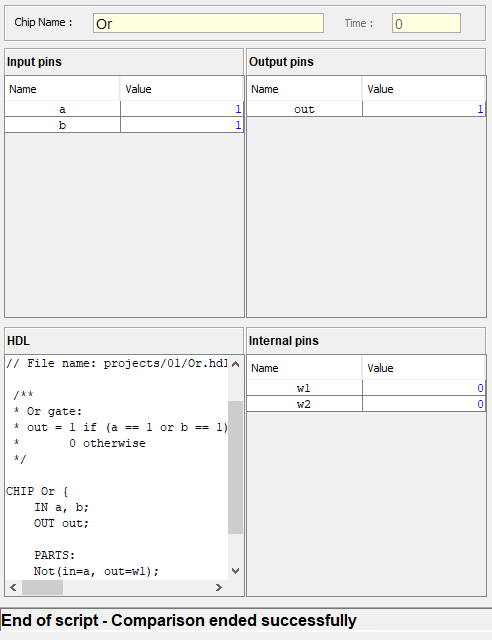 Chip Name : Or Time : 0
Input pins Output pins
Name Value Name Value
a 1 out 1
b 1
HDL Internal pins
// File name: projects/01/Or.hdl
Name Value
/**
w1 0
* Or gate:
w2 0
* out = 1 if (a == 1 or b == 1)
* 0 otherwise
*/
CHIP Or {
IN a, b;
OUT out;
PARTS:
Not(in=a, out=w1);
End of script - Comparison ended successfully